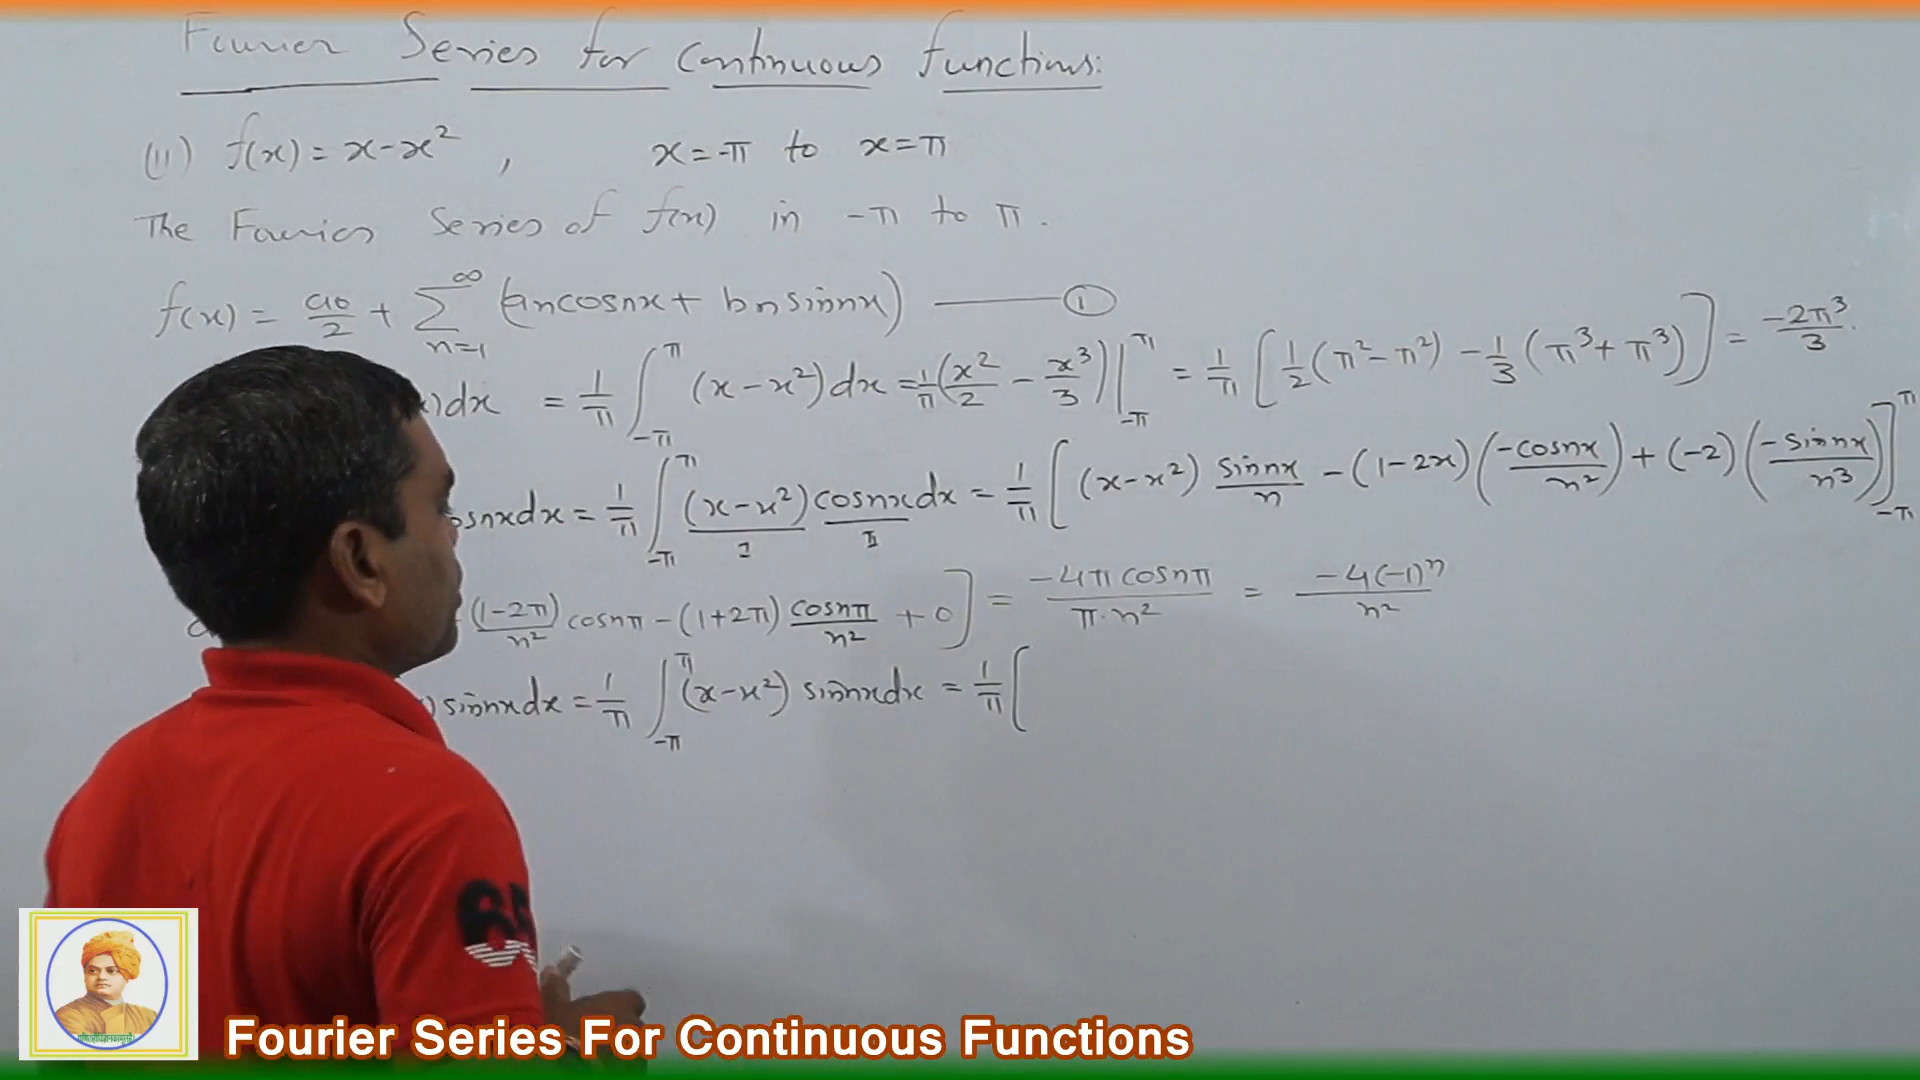 Fourier Series for Continuous Functions:
(11) f(x) = x-x² , x=-π to x=π
The Fourier Series of f(x) in -π to π.
f(x) = a0/2 + ∑_{n=1}^{∞} (an cosnx + bn sinnx) —— ①
x)dx = 1/π ∫_{-π}^{π} (x-x²)dx = 1/π (x²/2 - x³/3)|_{-π}^{π} = 1/π [1/2 (π²-π²) - 1/3 (π³+π³)] = -2π³/3.
osnxdx = 1/π ∫_{-π}^{π} (x-x²) cosnxdx = 1/π [(x-x²) sinnx/n - (1-2x)(-cosnx/n²) + (-2)(-sinnx/n³)]_{-π}^{π}
I II
(1-2π)/n² cosnπ - (1+2π) cosnπ/n² + 0] = -4π cosnπ/π·n² = -4(-1)ⁿ/n²
) sinnxdx = 1/π ∫_{-π}^{π} (x-x²) sinnxdx = 1/π [
Fourier Series For Continuous Functions